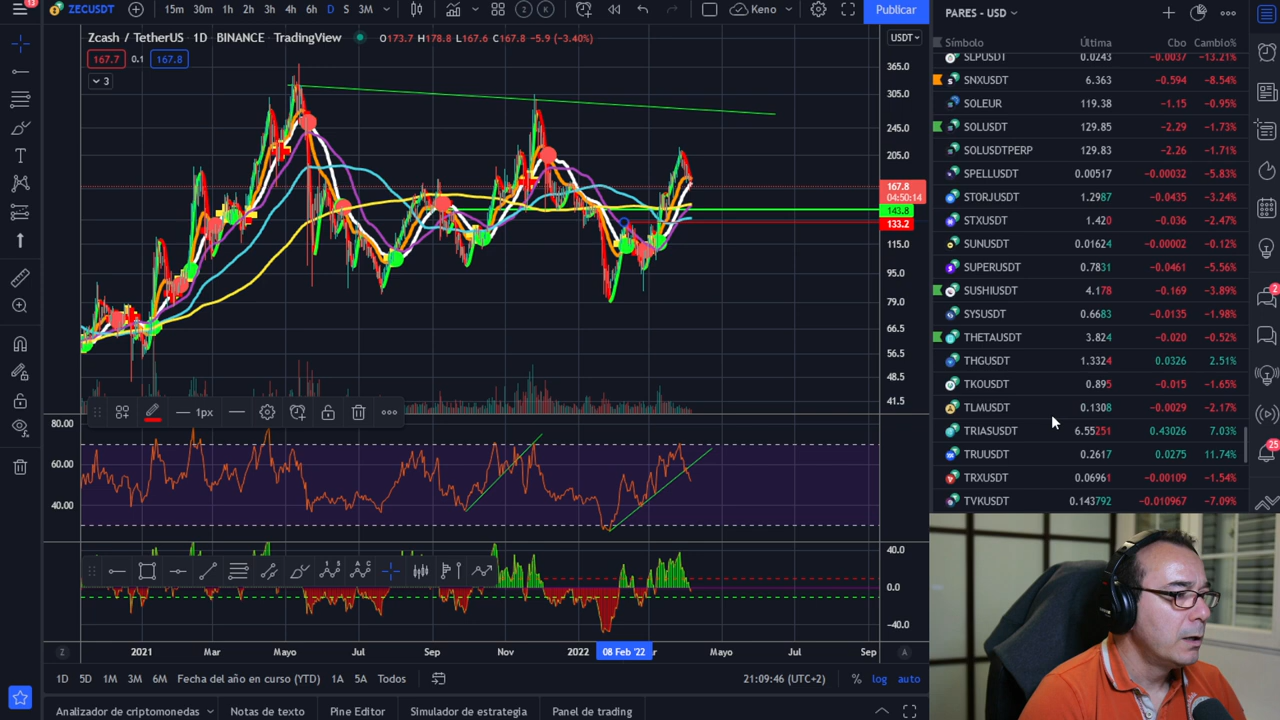 13
ZECUSDT
15m 30m 1h 2h 3h 4h 6h D S 3M
2 K
Keno
Publicar
Zcash / TetherUS · 1D · BINANCE · TradingView
O173.7 H178.8 L167.6 C167.8 −5.9 (−3.40%)
167.7 0.1 167.8
3
USDT
365.0
305.0
245.0
205.0
167.8
04:50:14
143.8
133.2
115.0
95.0
79.0
66.5
56.5
48.5
41.5
1px
80.00
60.00
40.00
40.0
0.0
−40.0
Z 2021 Mar Mayo Jul Sep Nov 2022 08 Feb '22 Mayo Jul Sep A
1D 5D 1M 3M 6M Fecha del año en curso (YTD) 1A 5A Todos
21:09:46 (UTC+2) % log auto
Analizador de criptomonedas Notas de texto Pine Editor Simulador de estrategia Panel de trading
PARES - USD
Símbolo Última Cbo Cambio%
SLPUSDT 0.0243 −0.0037 −13.21%
SNXUSDT 6.363 −0.594 −8.54%
SOLEUR 119.38 −1.15 −0.95%
SOLUSDT 129.85 −2.29 −1.73%
SOLUSDTPERP 129.83 −2.26 −1.71%
SPELLUSDT 0.00517 −0.00032 −5.83%
STORJUSDT 1.2987 −0.0435 −3.24%
STXUSDT 1.420 −0.036 −2.47%
SUNUSDT 0.01624 −0.00002 −0.12%
SUPERUSDT 0.7831 −0.0461 −5.56%
SUSHIUSDT 4.178 −0.169 −3.89%
SYSUSDT 0.6683 −0.0135 −1.98%
THETAUSDT 3.824 −0.020 −0.52%
THGUSDT 1.3324 0.0326 2.51%
TKOUSDT 0.895 −0.015 −1.65%
TLMUSDT 0.1308 −0.0029 −2.17%
TRIASUSDT 6.55251 0.43026 7.03%
TRUUSDT 0.2617 0.0275 11.74%
TRXUSDT 0.06961 −0.00109 −1.54%
TVKUSDT 0.143792 −0.010967 −7.09%
2
25